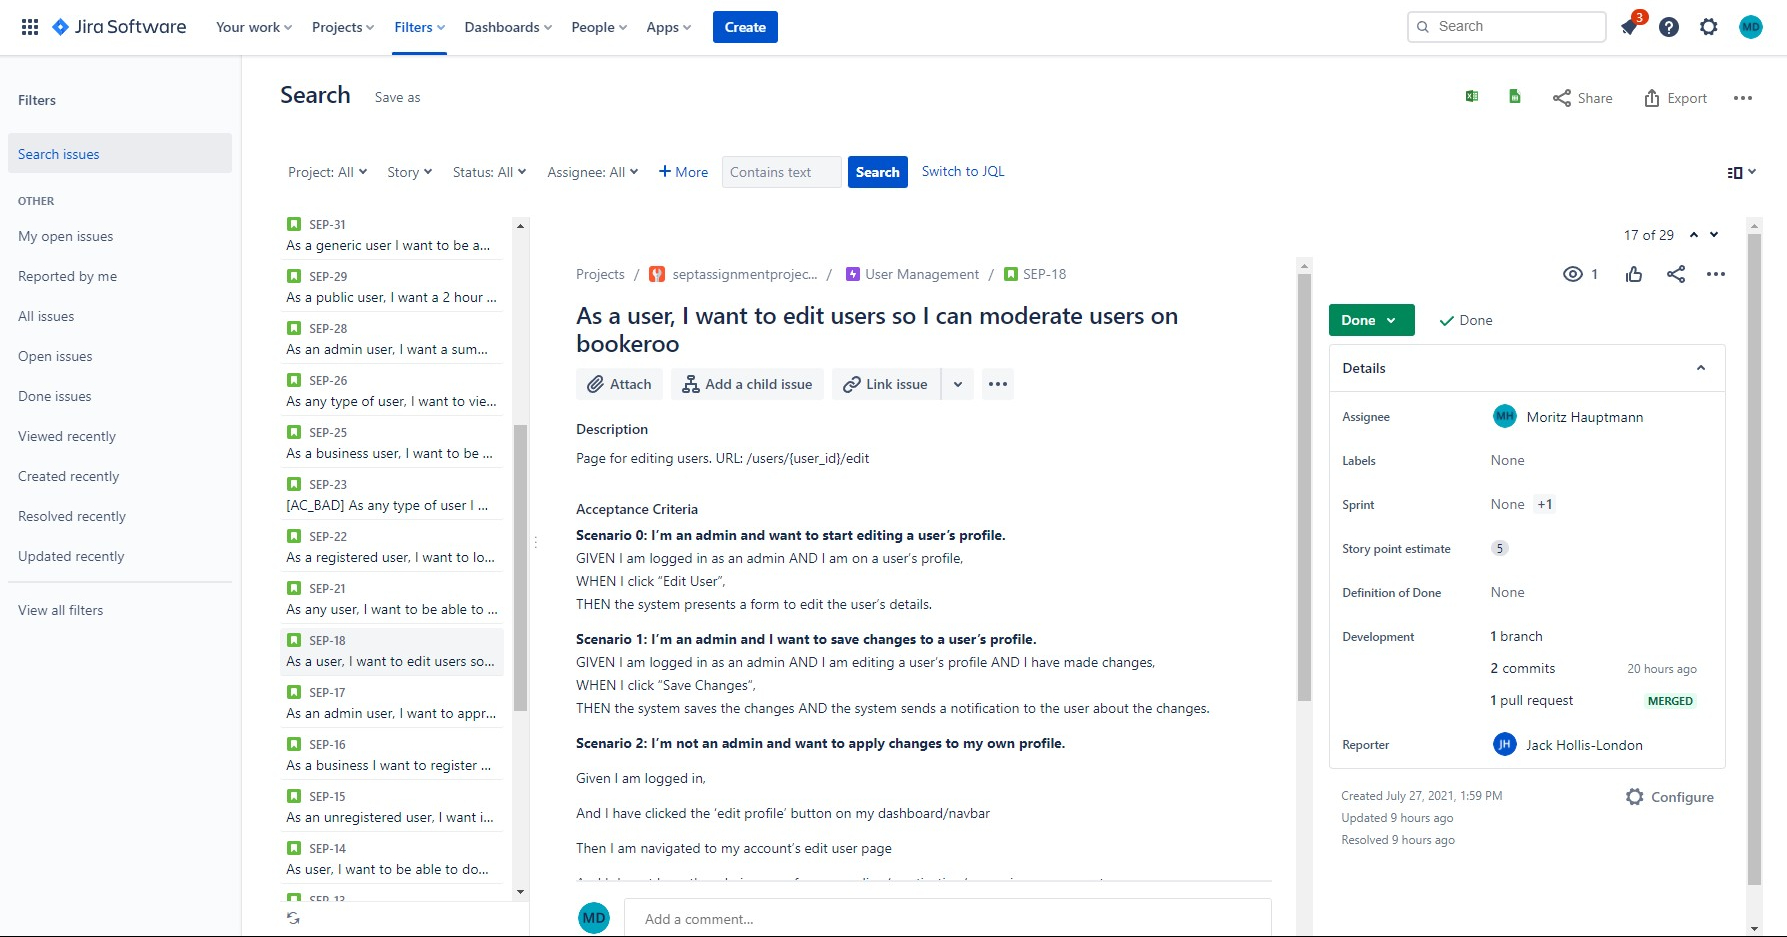 Jira Software
Your work
Projects
Filters
Dashboards
People
Apps
Create
Search
3
MD
Filters
Search issues
OTHER
My open issues
Reported by me
All issues
Open issues
Done issues
Viewed recently
Created recently
Resolved recently
Updated recently
View all filters
Search
Save as
Share
Export
Project: All
Story
Status: All
Assignee: All
+ More
Contains text
Search
Switch to JQL
SEP-31
As a generic user I want to be a...
SEP-29
As a public user, I want a 2 hour ...
SEP-28
As an admin user, I want a sum...
SEP-26
As any type of user, I want to vie...
SEP-25
As a business user, I want to be ...
SEP-23
[AC_BAD] As any type of user I ...
SEP-22
As a registered user, I want to lo...
SEP-21
As any user, I want to be able to ...
SEP-18
As a user, I want to edit users so...
SEP-17
As an admin user, I want to appr...
SEP-16
As a business I want to register ...
SEP-15
As an unregistered user, I want i...
SEP-14
As user, I want to be able to do...
SEP-13
17 of 29
Projects / septassignmentprojec... / User Management / SEP-18
As a user, I want to edit users so I can moderate users on
bookeroo
Attach
Add a child issue
Link issue
Description
Page for editing users. URL: /users/{user_id}/edit
Acceptance Criteria
Scenario 0: I’m an admin and want to start editing a user’s profile.
GIVEN I am logged in as an admin AND I am on a user’s profile,
WHEN I click “Edit User”,
THEN the system presents a form to edit the user’s details.
Scenario 1: I’m an admin and I want to save changes to a user’s profile.
GIVEN I am logged in as an admin AND I am editing a user’s profile AND I have made changes,
WHEN I click “Save Changes”,
THEN the system saves the changes AND the system sends a notification to the user about the changes.
Scenario 2: I’m not an admin and want to apply changes to my own profile.
Given I am logged in,
And I have clicked the ‘edit profile’ button on my dashboard/navbar
Then I am navigated to my account’s edit user page
MD
Add a comment...
1
Done
Done
Details
Assignee
MH
Moritz Hauptmann
Labels
None
Sprint
None +1
Story point estimate
5
Definition of Done
None
Development
1 branch
2 commits
20 hours ago
1 pull request
MERGED
Reporter
JH
Jack Hollis-London
Created July 27, 2021, 1:59 PM
Updated 9 hours ago
Resolved 9 hours ago
Configure